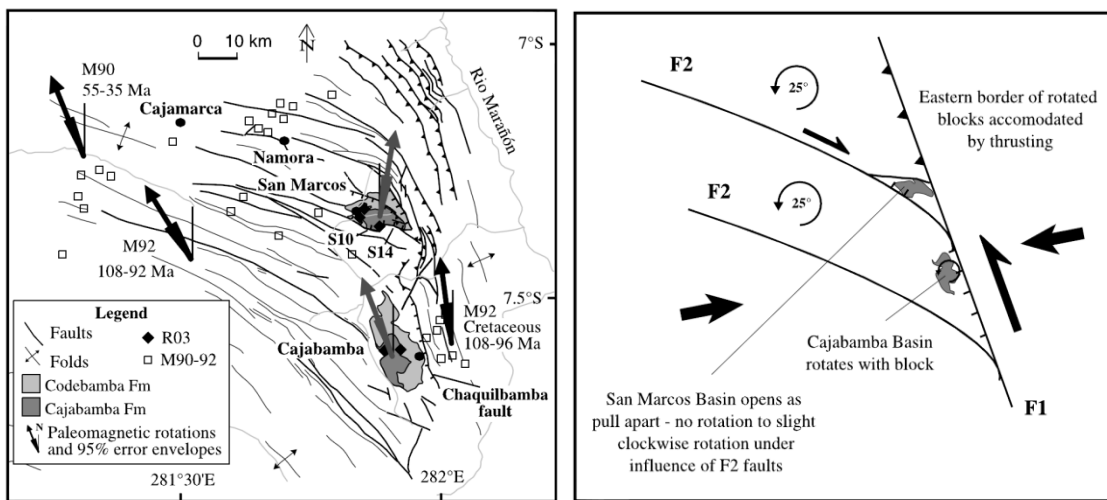 0 10 km
N
7°S
M90
55-35 Ma
Cajamarca
Rio Marañón
Namora
San Marcos
S10
S14
M92
108-92 Ma
7.5°S
M92
Cretaceous
108-96 Ma
Cajabamba
Chaquilbamba
fault
Legend
Faults
R03
Folds
M90-92
Codebamba Fm
Cajabamba Fm
N
Paleomagnetic rotations
and 95% error envelopes
281°30'E
282°E
F2
25°
Eastern border of rotated
blocks accomodated
by thrusting
F2
25°
Cajabamba Basin
rotates with block
San Marcos Basin opens as
pull apart - no rotation to slight
clockwise rotation under
influence of F2 faults
F1